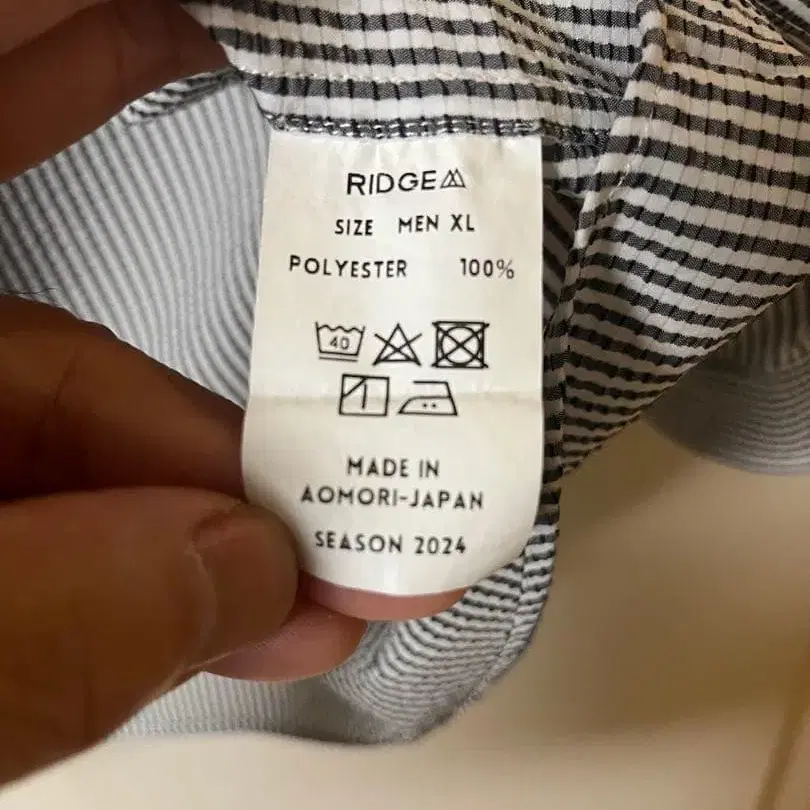 RIDGE
SIZE MEN XL
POLYESTER 100%
40
MADE IN
AOMORI-JAPAN
SEASON 2024